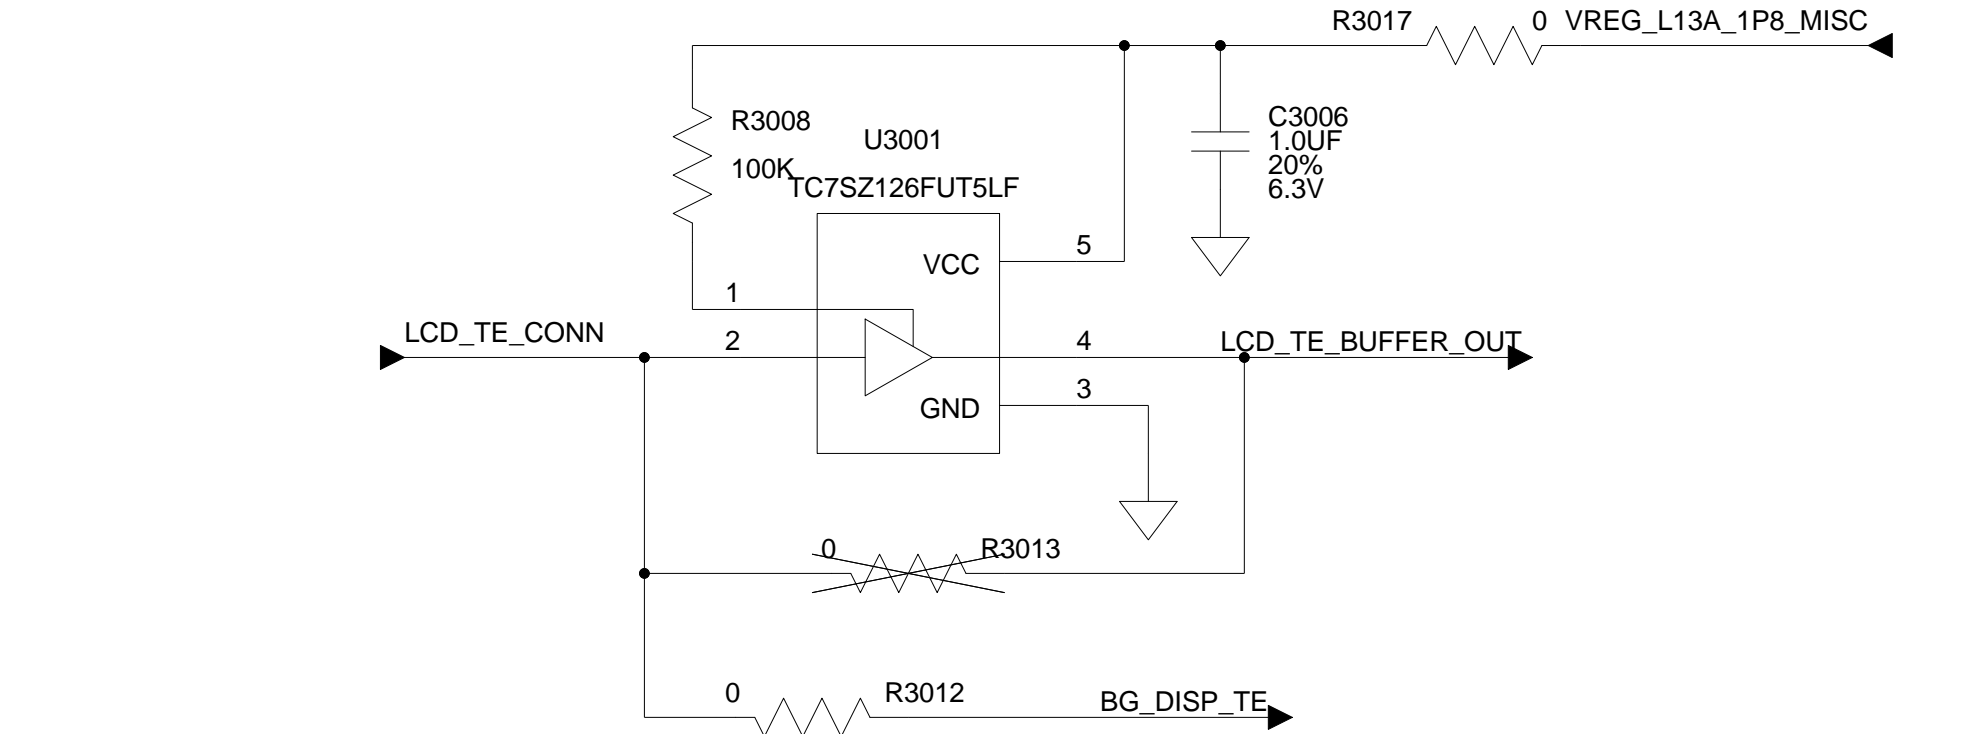 R3017 0 VREG_L13A_1P8_MISC
R3008
100K
U3001
TC7SZ126FUT5LF
C3006
1.0UF
20%
6.3V
VCC
5
1
LCD_TE_CONN
2
4
LCD_TE_BUFFER_OUT
3
GND
0 R3013
0 R3012
BG_DISP_TE